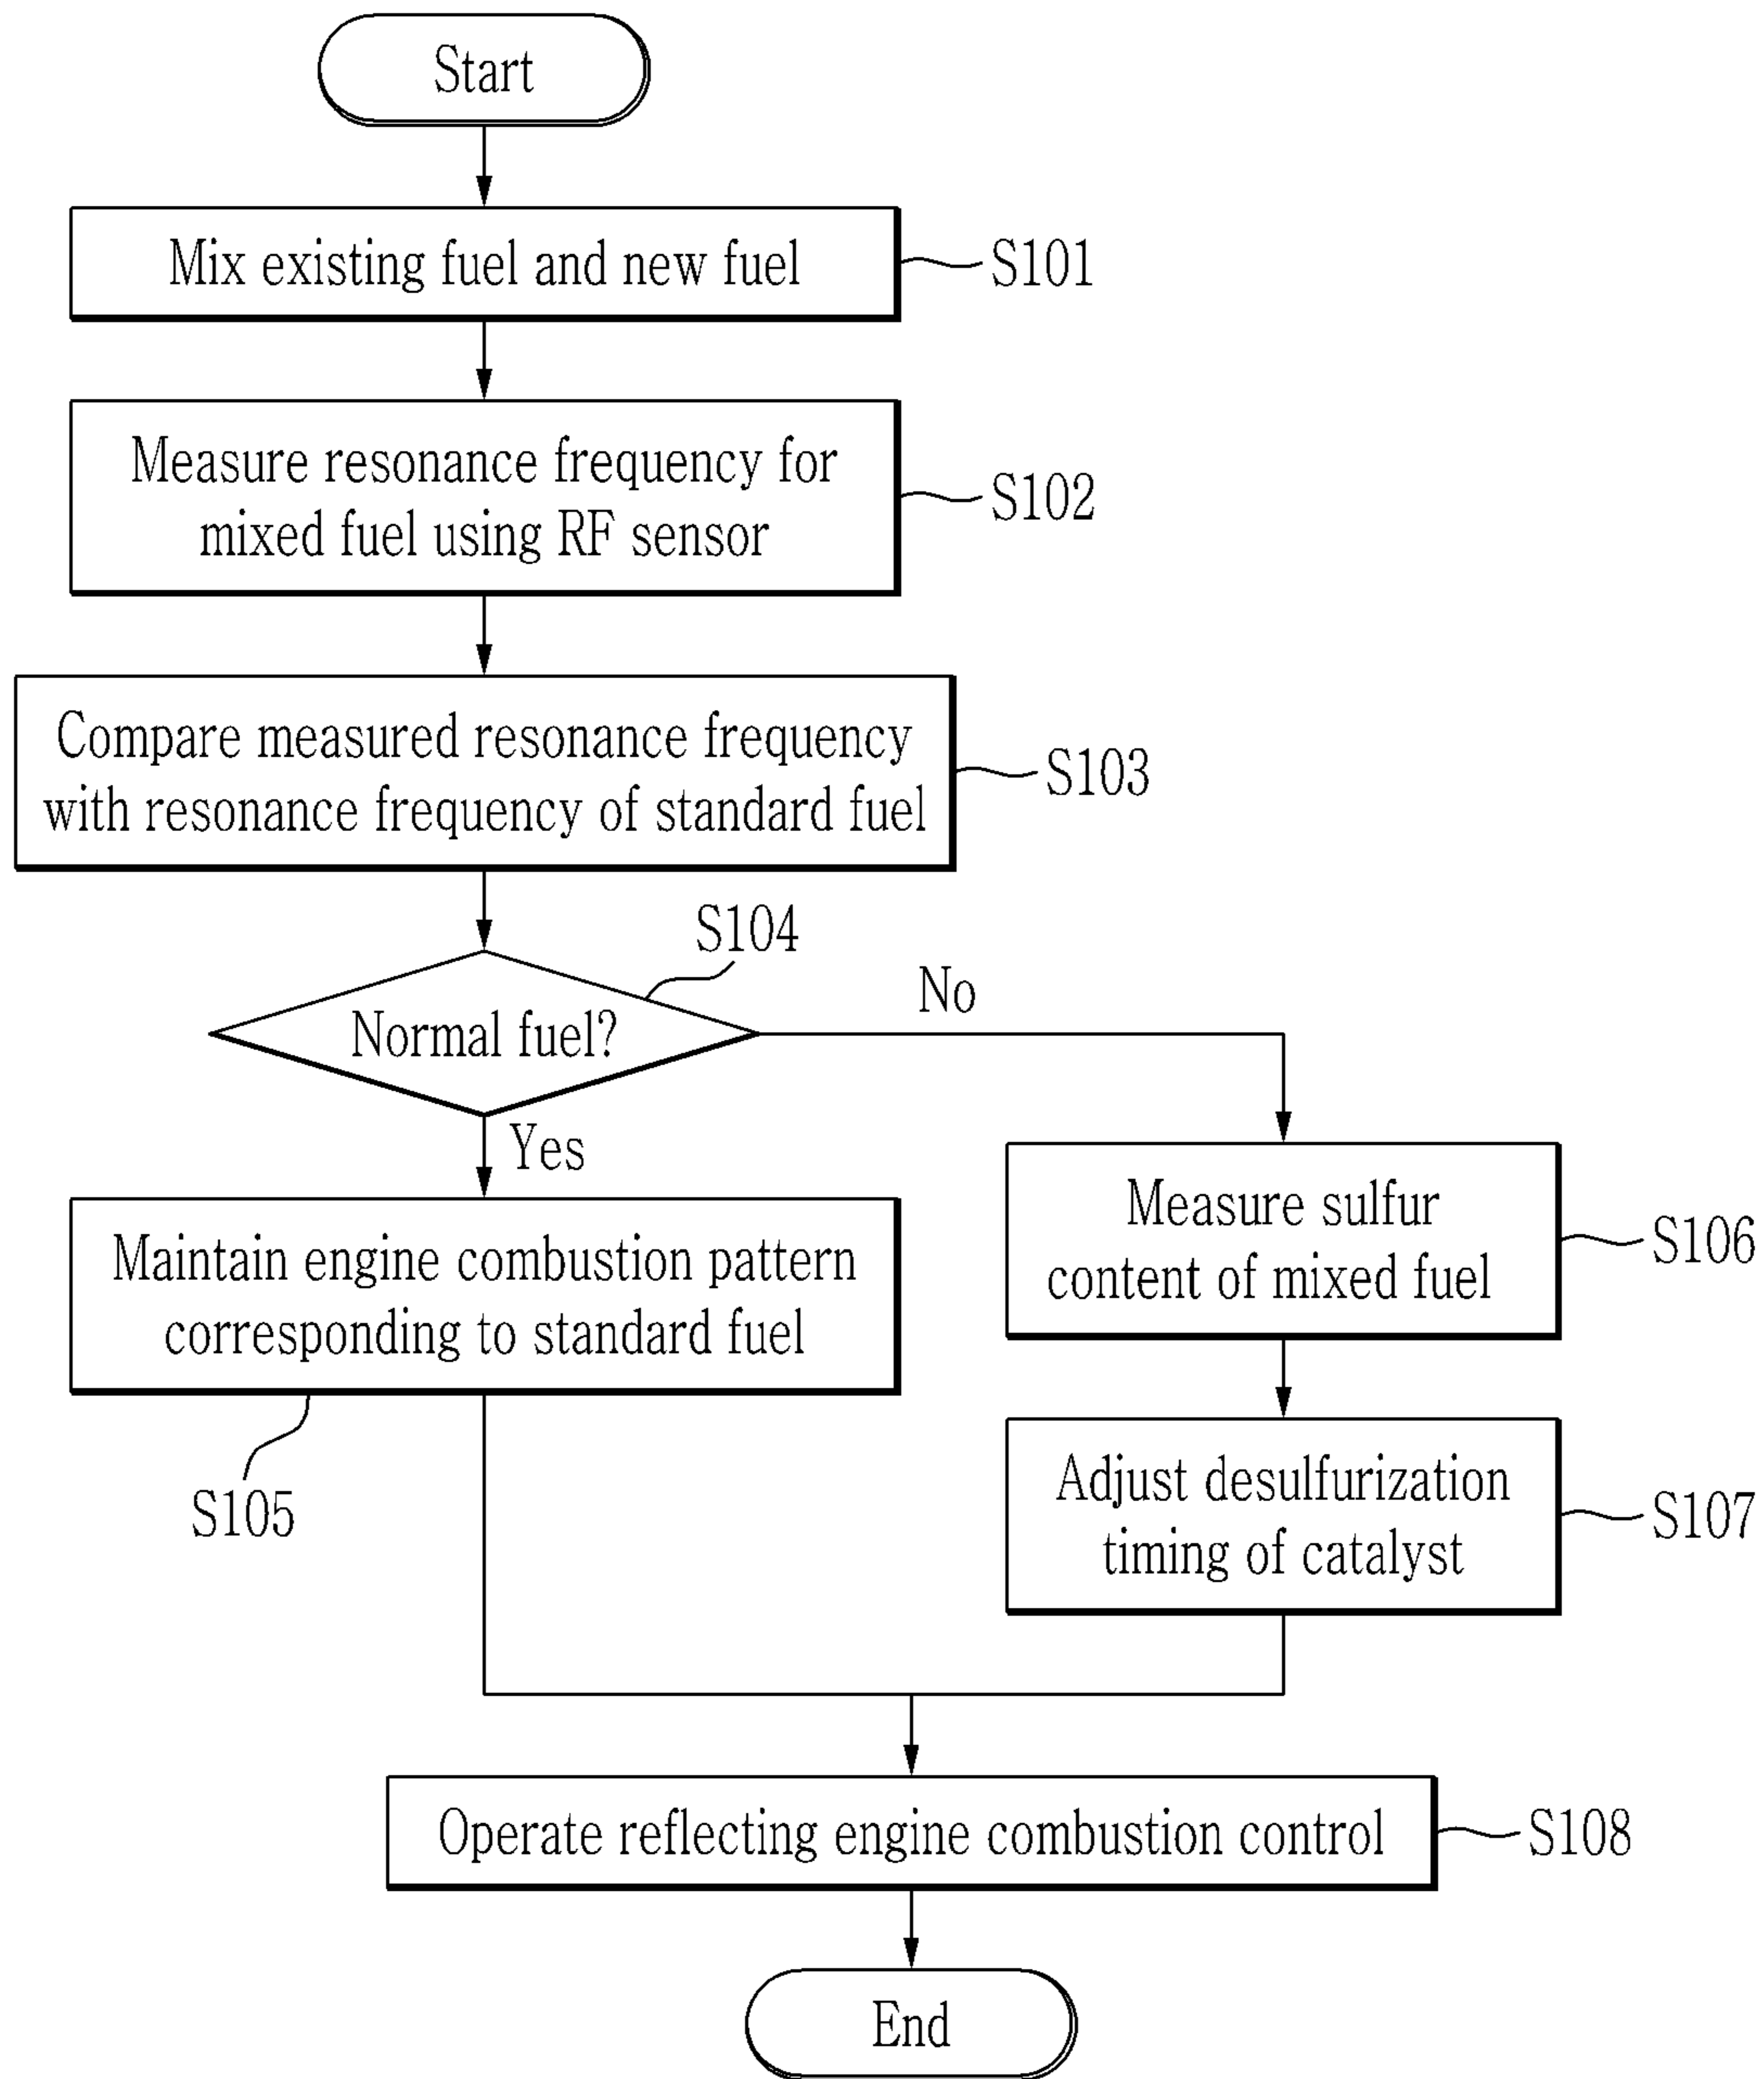 Start
Mix existing fuel and new fuel
S101
Measure resonance frequency for
mixed fuel using RF sensor
S102
Compare measured resonance frequency
with resonance frequency of standard fuel
S103
S104
Normal fuel?
No
Yes
Maintain engine combustion pattern
corresponding to standard fuel
S105
Measure sulfur
content of mixed fuel
S106
Adjust desulfurization
timing of catalyst
S107
Operate reflecting engine combustion control
S108
End